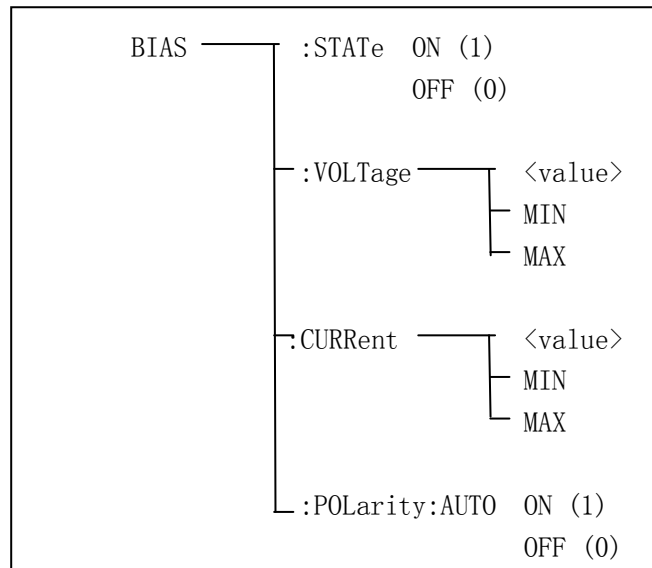 BIAS :STATe ON (1)
OFF (0)
:VOLTage <value>
MIN
MAX
:CURRent <value>
MIN
MAX
:POLarity:AUTO ON (1)
OFF (0)